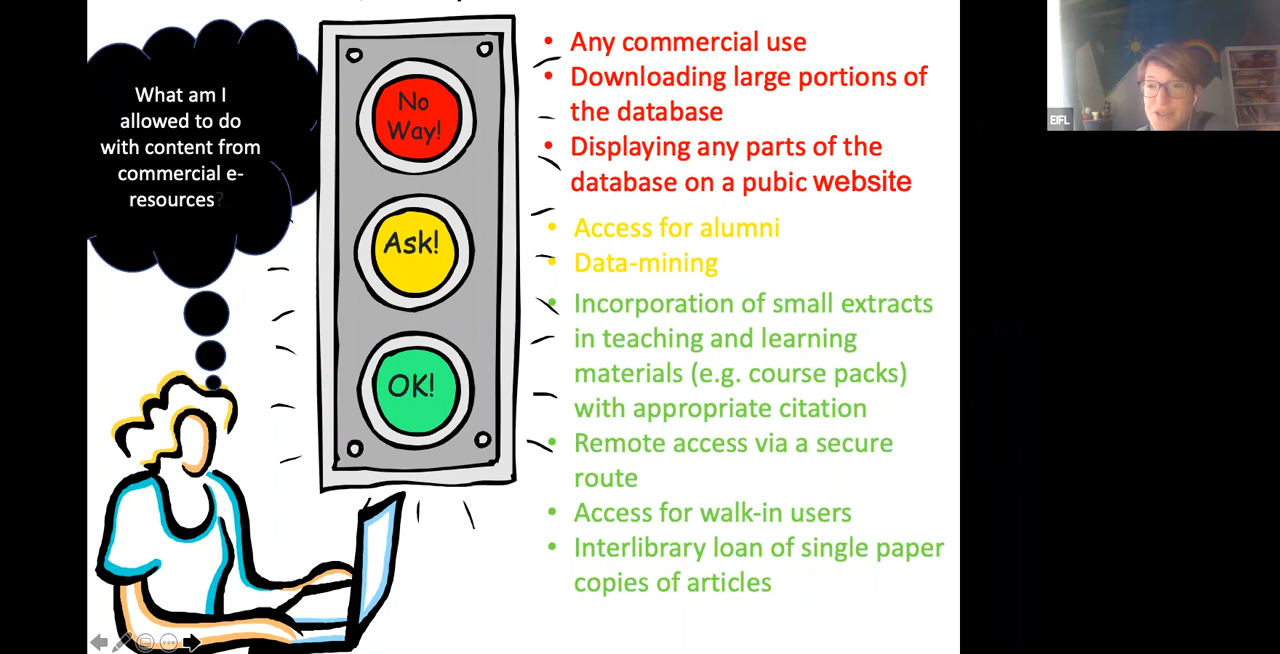 What am I
allowed to do
with content from
commercial e-
resources?
No
Way!
Ask!
OK!
• Any commercial use
• Downloading large portions of
the database
• Displaying any parts of the
database on a pubic website
• Access for alumni
• Data-mining
• Incorporation of small extracts
in teaching and learning
materials (e.g. course packs)
with appropriate citation
• Remote access via a secure
route
• Access for walk-in users
• Interlibrary loan of single paper
copies of articles
EIFL